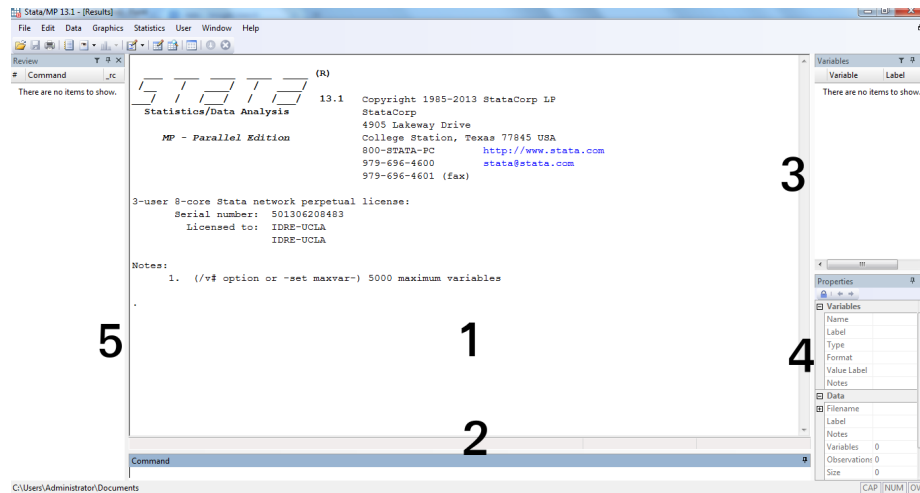 Stata/MP 13.1 - [Results]
File Edit Data Graphics Statistics User Window Help
Review
# Command _rc
There are no items to show.
(R)
13.1 Copyright 1985-2013 StataCorp LP
Statistics/Data Analysis StataCorp
4905 Lakeway Drive
MP - Parallel Edition College Station, Texas 77845 USA
800-STATA-PC http://www.stata.com
979-696-4600 stata@stata.com
979-696-4601 (fax)
3-user 8-core Stata network perpetual license:
Serial number: 501306208483
Licensed to: IDRE-UCLA
IDRE-UCLA
Notes:
1. (/v# option or -set maxvar-) 5000 maximum variables
.
1
2
Command
Variables
Variable Label
There are no items to show.
3
Properties
Variables
Name
Label
Type
Format
Value Label
Notes
Data
Filename
Label
Notes
Variables 0
Observations 0
Size 0
4
5
C:\Users\Administrator\Documents
CAP NUM